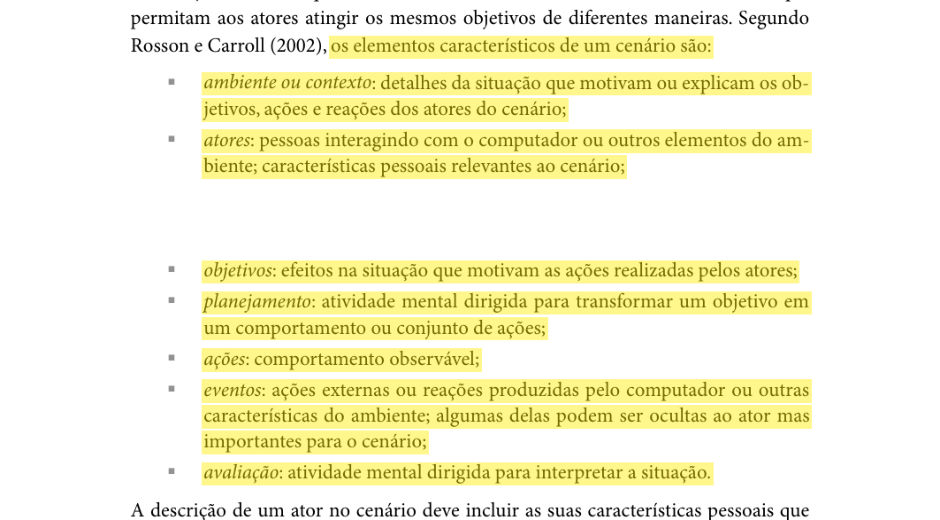 permitam aos atores atingir os mesmos objetivos de diferentes maneiras. Segundo
Rosson e Carroll (2002), os elementos característicos de um cenário são:
▪ ambiente ou contexto: detalhes da situação que motivam ou explicam os ob-
jetivos, ações e reações dos atores do cenário;
▪ atores: pessoas interagindo com o computador ou outros elementos do am-
biente; características pessoais relevantes ao cenário;
▪ objetivos: efeitos na situação que motivam as ações realizadas pelos atores;
▪ planejamento: atividade mental dirigida para transformar um objetivo em
um comportamento ou conjunto de ações;
▪ ações: comportamento observável;
▪ eventos: ações externas ou reações produzidas pelo computador ou outras
características do ambiente; algumas delas podem ser ocultas ao ator mas
importantes para o cenário;
▪ avaliação: atividade mental dirigida para interpretar a situação.
A descrição de um ator no cenário deve incluir as suas características pessoais que